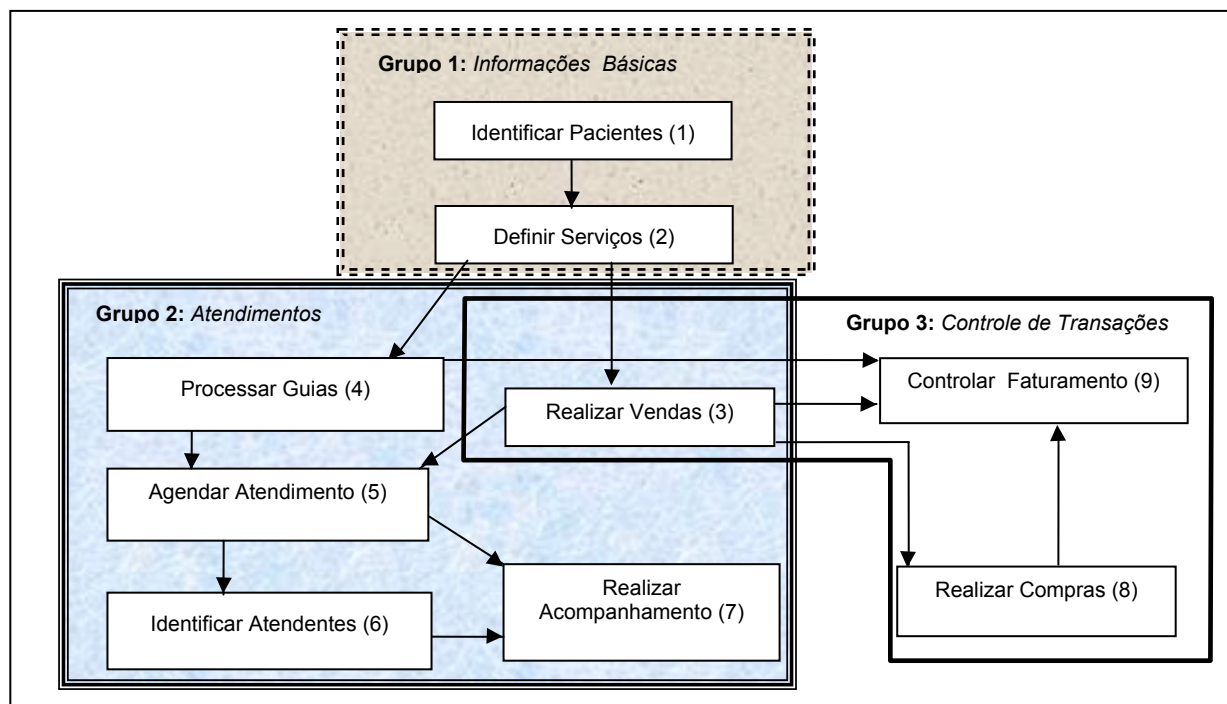 Grupo 1: Informações Básicas
Identificar Pacientes (1)
Definir Serviços (2)
Grupo 2: Atendimentos
Grupo 3: Controle de Transações
Processar Guias (4)
Realizar Vendas (3)
Controlar Faturamento (9)
Agendar Atendimento (5)
Identificar Atendentes (6)
Realizar
Acompanhamento (7)
Realizar Compras (8)